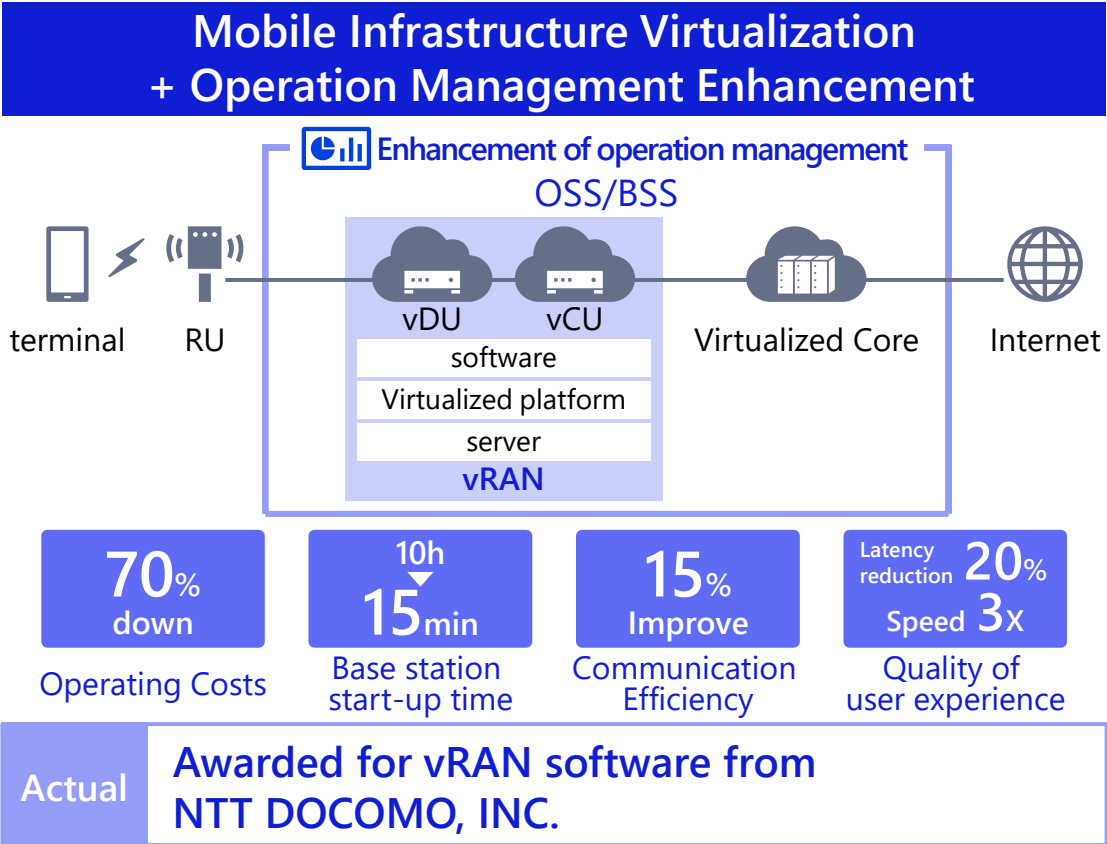 Mobile Infrastructure Virtualization
+ Operation Management Enhancement
Enhancement of operation management
OSS/BSS
terminal
RU
vDU
vCU
Virtualized Core
Internet
software
Virtualized platform
server
vRAN
70%
down
Operating Costs
10h
15min
Base station
start-up time
15%
Improve
Communication
Efficiency
Latency
reduction 20%
Speed 3x
Quality of
user experience
Actual
Awarded for vRAN software from
NTT DOCOMO, INC.